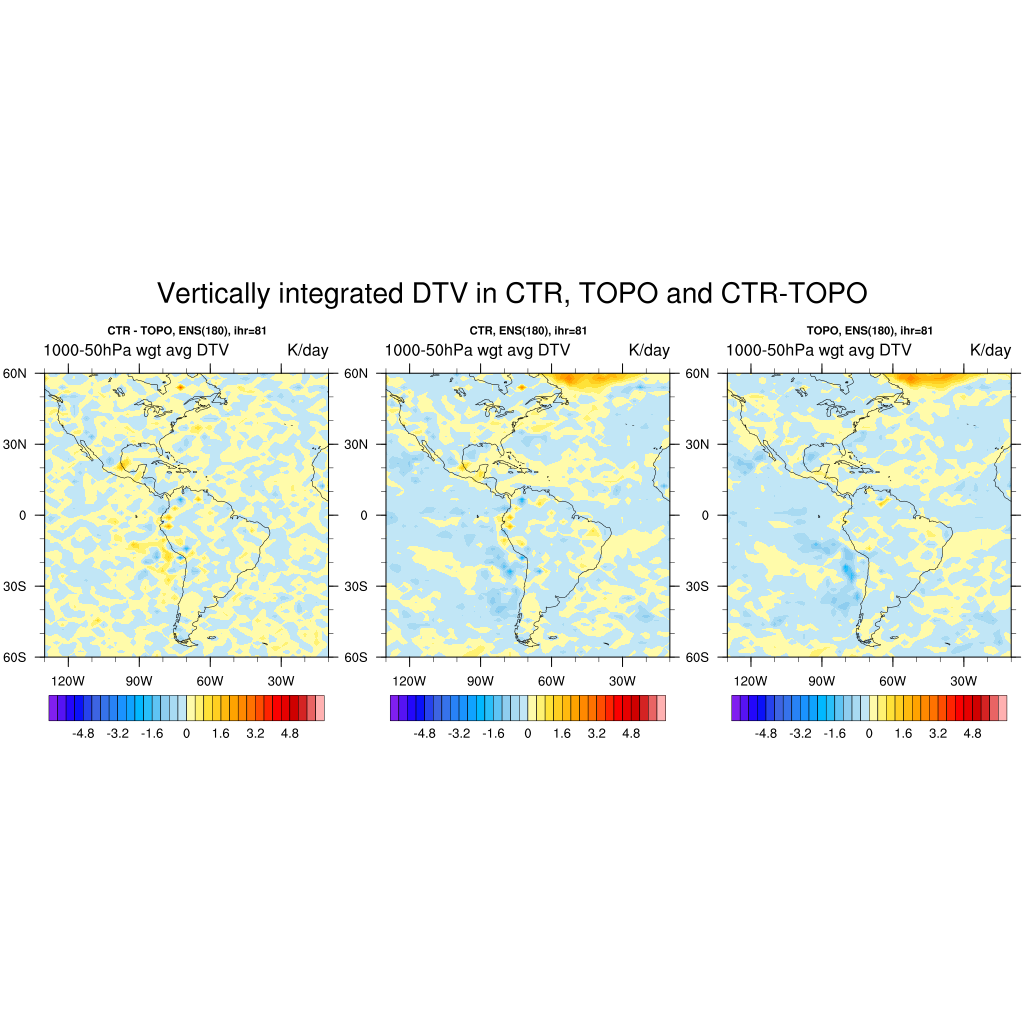 Vertically integrated DTV in CTR, TOPO and CTR-TOPO
CTR - TOPO, ENS(180), ihr=81
1000-50hPa wgt avg DTV K/day
60N
30N
0
30S
60S
120W 90W 60W 30W
-4.8 -3.2 -1.6 0 1.6 3.2 4.8
CTR, ENS(180), ihr=81
1000-50hPa wgt avg DTV K/day
60N
30N
0
30S
60S
120W 90W 60W 30W
-4.8 -3.2 -1.6 0 1.6 3.2 4.8
TOPO, ENS(180), ihr=81
1000-50hPa wgt avg DTV K/day
60N
30N
0
30S
60S
120W 90W 60W 30W
-4.8 -3.2 -1.6 0 1.6 3.2 4.8